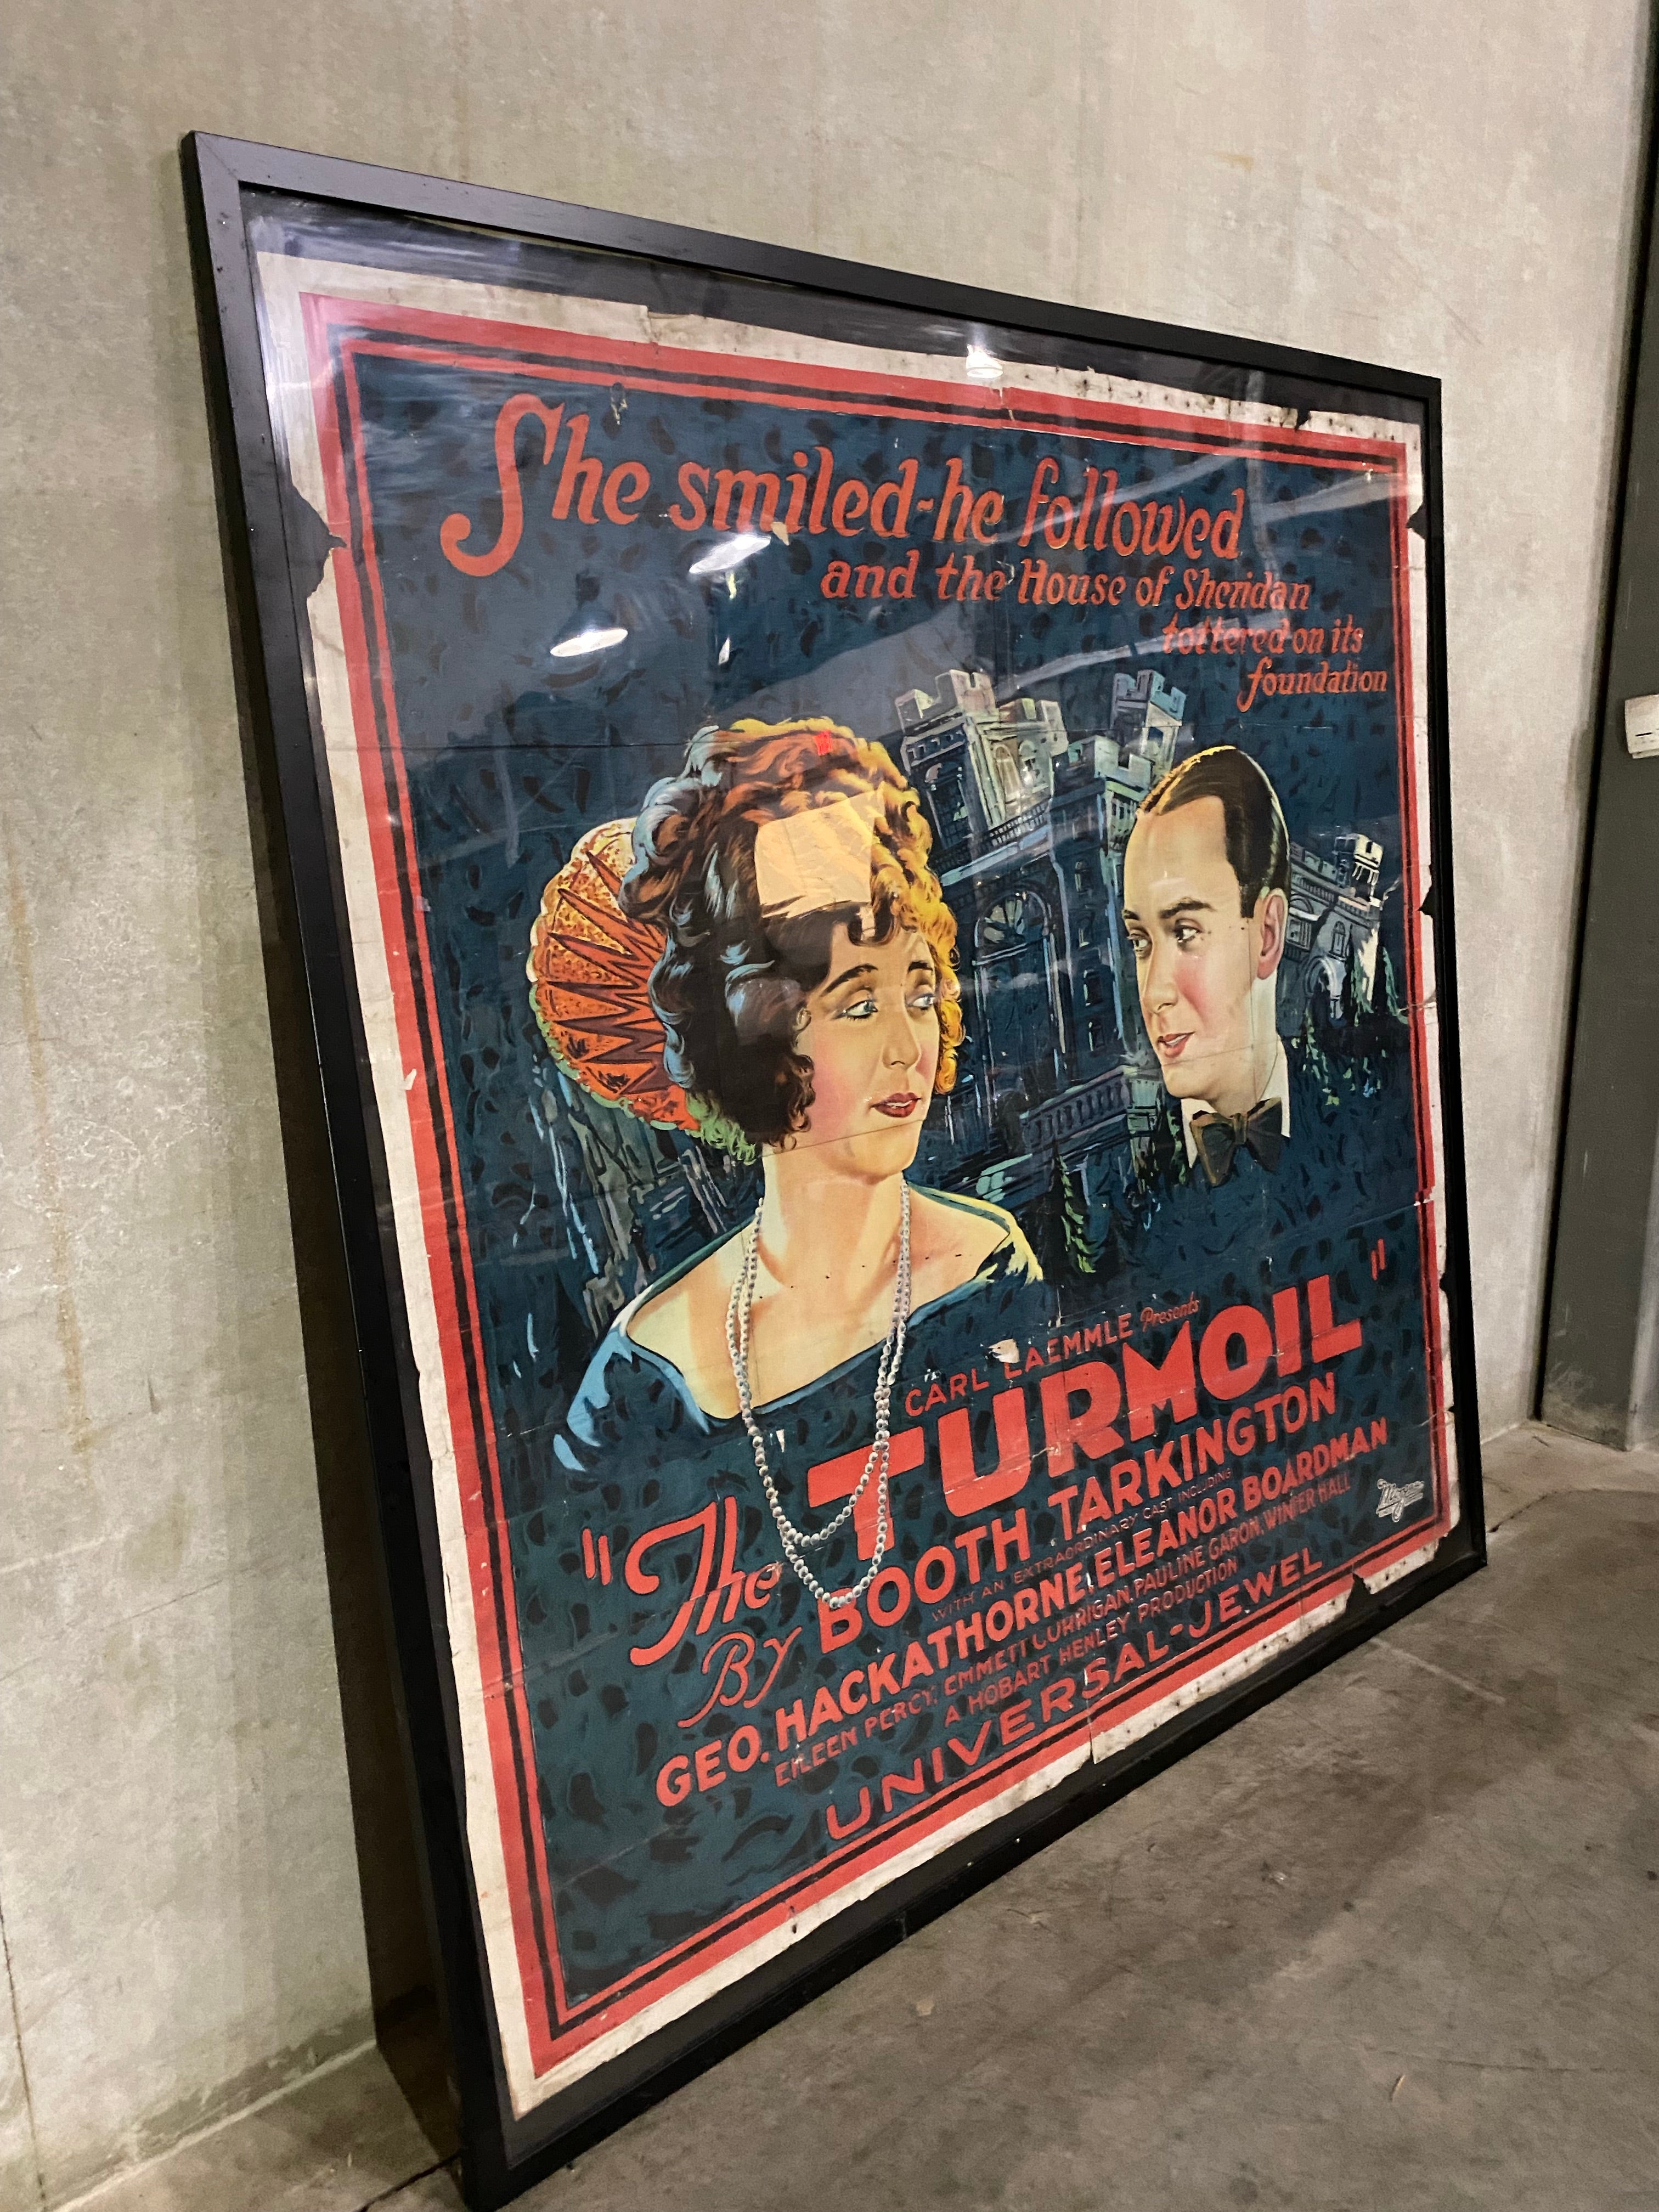 She smiled-he followed
and the House of Sheridan
tottered on its
foundation
CARL LAEMMLE Presents
"The TURMOIL"
By BOOTH TARKINGTON
WITH AN EXTRAORDINARY CAST INCLUDING
GEO. HACKATHORNE, ELEANOR BOARDMAN
EILEEN PERCY, EMMETT CORRIGAN, PAULINE GARON, WINTER HALL
A HOBART HENLEY PRODUCTION
UNIVERSAL-JEWEL
Morgan